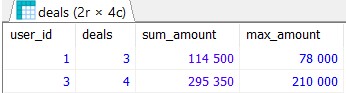 deals (2r × 4c)
user_id deals sum_amount max_amount
1 3 114 500 78 000
3 4 295 350 210 000